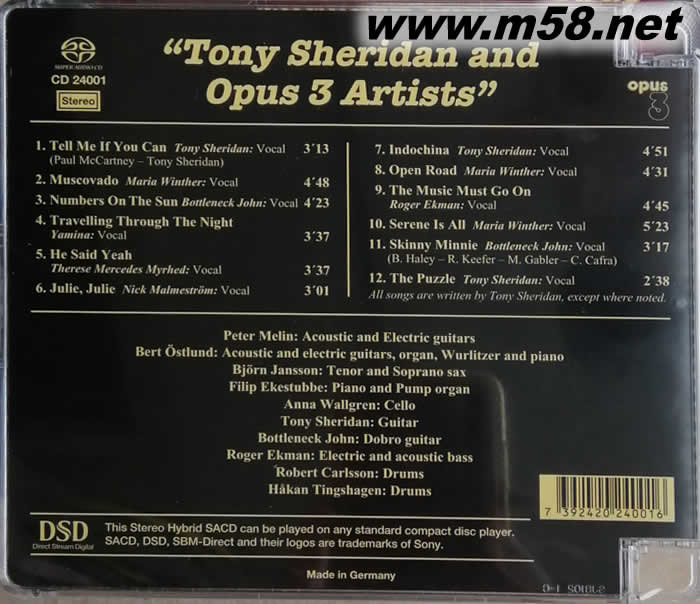 www.m58.net
SUPER AUDIO CD
CD 24001
Stereo
"Tony Sheridan and
Opus 3 Artists"
opus
3
1. Tell Me If You Can Tony Sheridan: Vocal 3´13
(Paul McCartney – Tony Sheridan)
2. Muscovado Maria Winther: Vocal 4´48
3. Numbers On The Sun Bottleneck John: Vocal 4´23
4. Travelling Through The Night
Yamina: Vocal 3´37
5. He Said Yeah
Therese Mercedes Myrhed: Vocal 3´37
6. Julie, Julie Nick Malmeström: Vocal 3´01
7. Indochina Tony Sheridan: Vocal 4´51
8. Open Road Maria Winther: Vocal 4´31
9. The Music Must Go On
Roger Ekman: Vocal 4´45
10. Serene Is All Maria Winther: Vocal 5´23
11. Skinny Minnie Bottleneck John: Vocal 3´17
(B. Haley – R. Keefer – M. Gabler – C. Cafra)
12. The Puzzle Tony Sheridan: Vocal 2´38
All songs are written by Tony Sheridan, except where noted.
Peter Melin: Acoustic and Electric guitars
Bert Östlund: Acoustic and electric guitars, organ, Wurlitzer and piano
Björn Jansson: Tenor and Soprano sax
Filip Ekestubbe: Piano and Pump organ
Anna Wallgren: Cello
Tony Sheridan: Guitar
Bottleneck John: Dobro guitar
Roger Ekman: Electric and acoustic bass
Robert Carlsson: Drums
Håkan Tingshagen: Drums
7 392420 240016
DSD
Direct Stream Digital
This Stereo Hybrid SACD can be played on any standard compact disc player.
SACD, DSD, SBM-Direct and their logos are trademarks of Sony.
Made in Germany